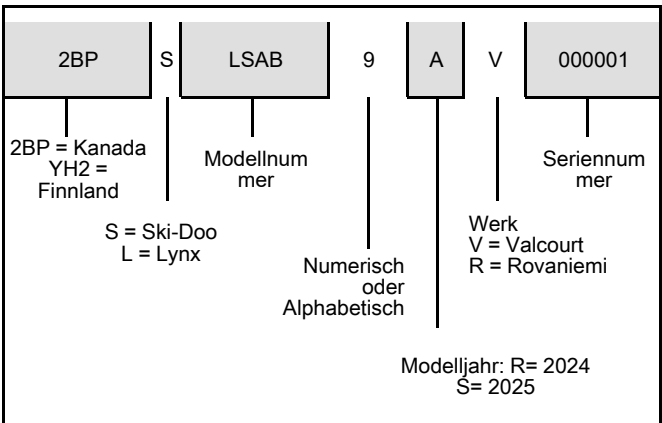 2BP S LSAB 9 A V 000001
2BP = Kanada
YH2 =
Finnland
Modellnum
mer
Seriennum
mer
S = Ski-Doo
L = Lynx
Werk
V = Valcourt
R = Rovaniemi
Numerisch
oder
Alphabetisch
Modelljahr: R= 2024
S= 2025